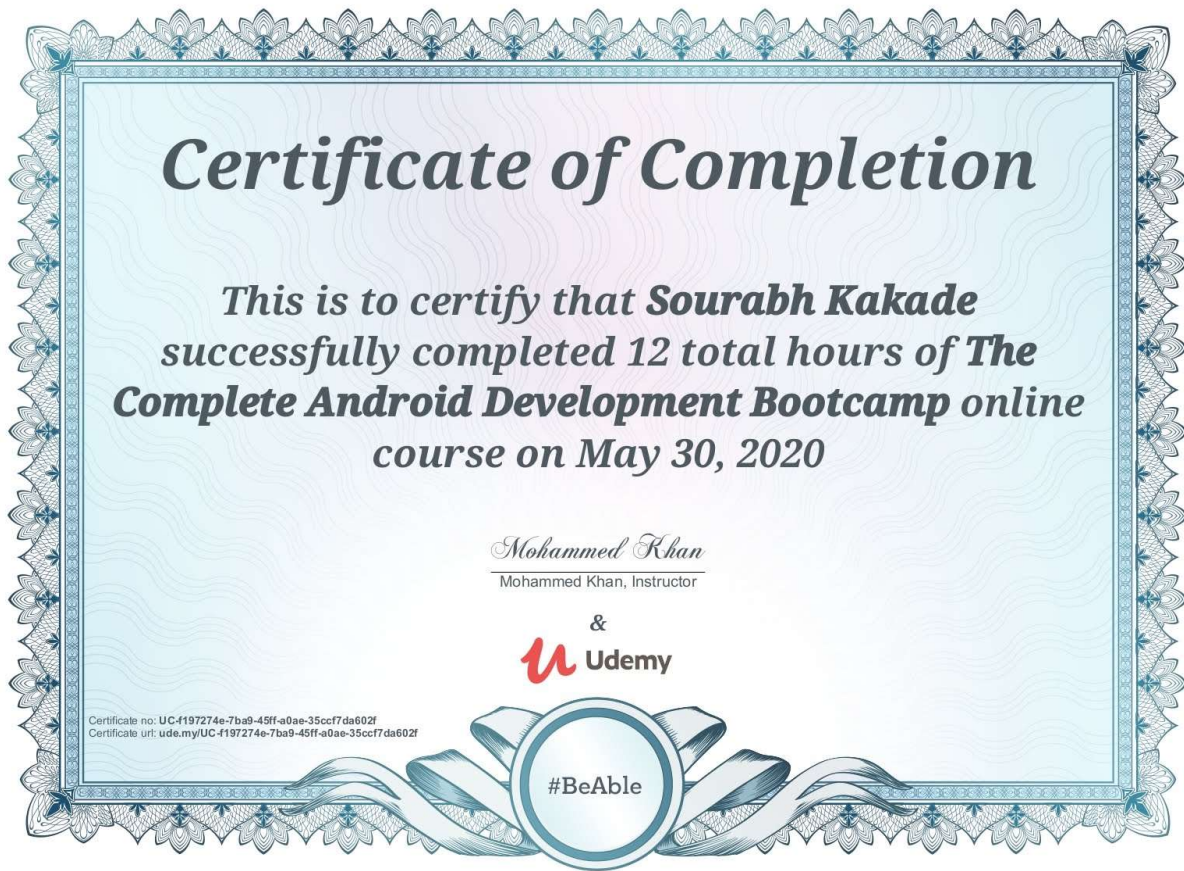 Certificate of Completion
This is to certify that Sourabh Kakade
successfully completed 12 total hours of The
Complete Android Development Bootcamp online
course on May 30, 2020
Mohammed Khan
Mohammed Khan, Instructor
&
Udemy
Certificate no: UC-f197274e-7ba9-45ff-a0ae-35ccf7da602f
Certificate url: ude.my/UC-f197274e-7ba9-45ff-a0ae-35ccf7da602f
#BeAble